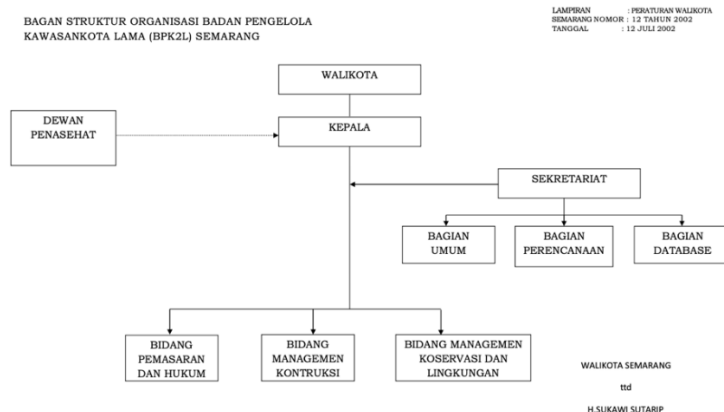 BAGAN STRUKTUR ORGANISASI BADAN PENGELOLA
KAWASANKOTA LAMA (BPK2L) SEMARANG
LAMPIRAN : PERATURAN WALIKOTA
SEMARANG NOMOR : 12 TAHUN 2002
TANGGAL : 12 JULI 2002
WALIKOTA
DEWAN
PENASEHAT
KEPALA
SEKRETARIAT
BAGIAN
UMUM
BAGIAN
PERENCANAAN
BAGIAN
DATABASE
BIDANG
PEMASARAN
DAN HUKUM
BIDANG
MANAGEMEN
KONTRUKSI
BIDANG MANAGEMEN
KOSERVASI DAN
LINGKUNGAN
WALIKOTA SEMARANG
ttd
H.SUKAWI SUTARIP